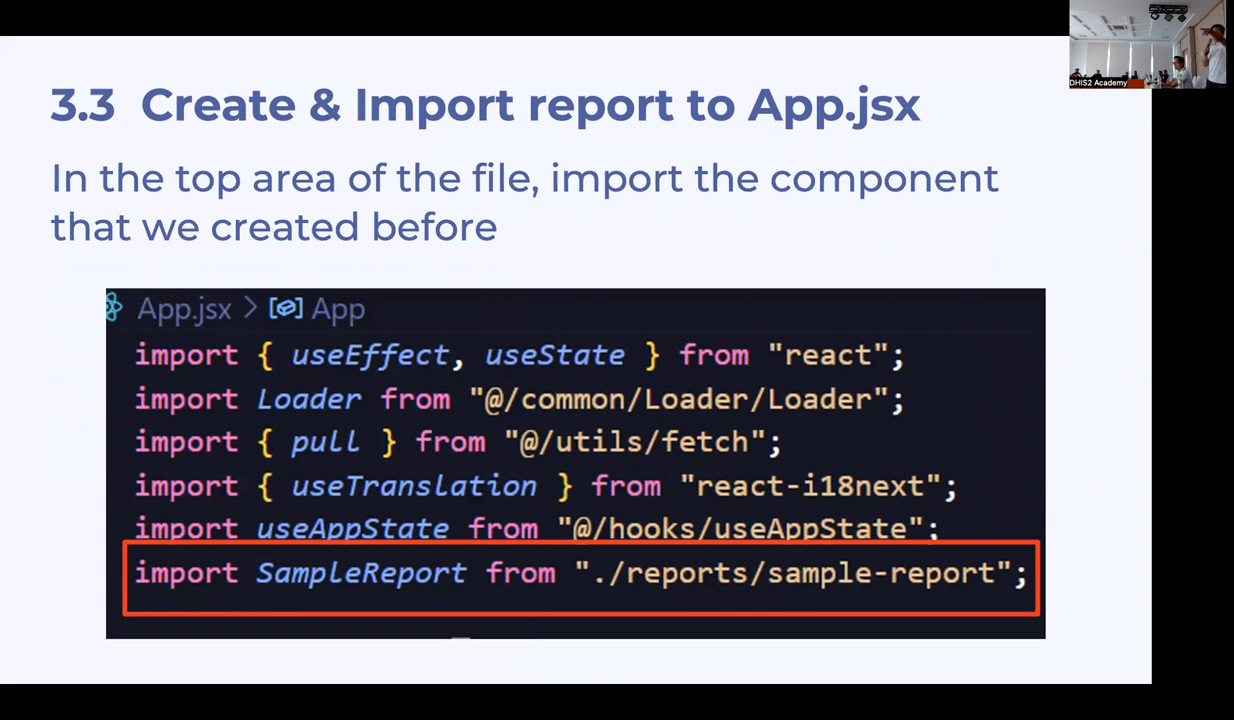 3.3 Create & Import report to App.jsx
In the top area of the file, import the component
that we created before
App.jsx > App
import { useEffect, useState } from "react";
import Loader from "@/common/Loader/Loader";
import { pull } from "@/utils/fetch";
import { useTranslation } from "react-i18next";
import useAppState from "@/hooks/useAppState";
import SampleReport from "./reports/sample-report";
DHIS2 Academy